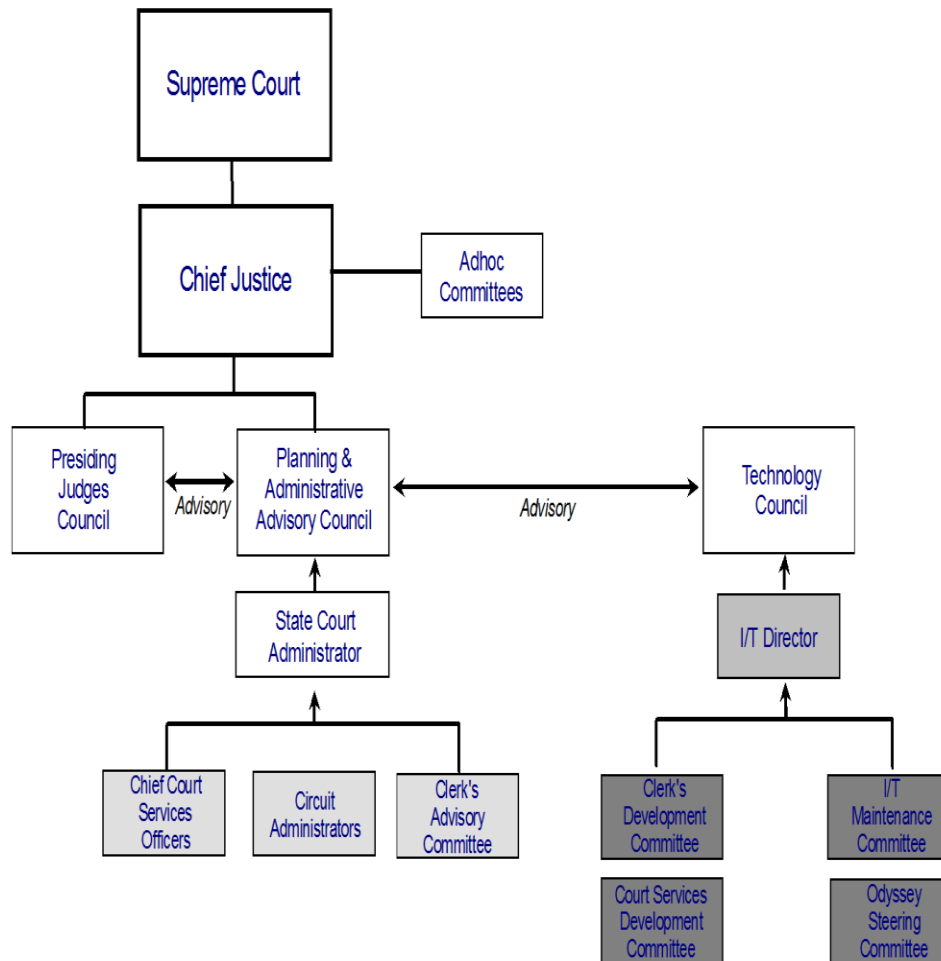 Supreme Court
Chief Justice
Adhoc
Committees
Presiding
Judges
Council
Advisory
Planning &
Administrative
Advisory Council
Advisory
Technology
Council
State Court
Administrator
I/T Director
Chief Court
Services
Officers
Circuit
Administrators
Clerk's
Advisory
Committee
Clerk's
Development
Committee
I/T
Maintenance
Committee
Court Services
Development
Committee
Odyssey
Steering
Committee